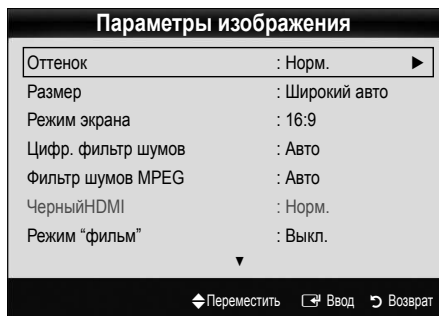 Параметры изображения
Оттенок : Норм. ►
Размер : Широкий авто
Режим экрана : 16:9
Цифр. фильтр шумов : Авто
Фильтр шумов MPEG : Авто
ЧерныйHDMI : Норм.
Режим “фильм” : Выкл.
▼
Переместить Ввод Возврат